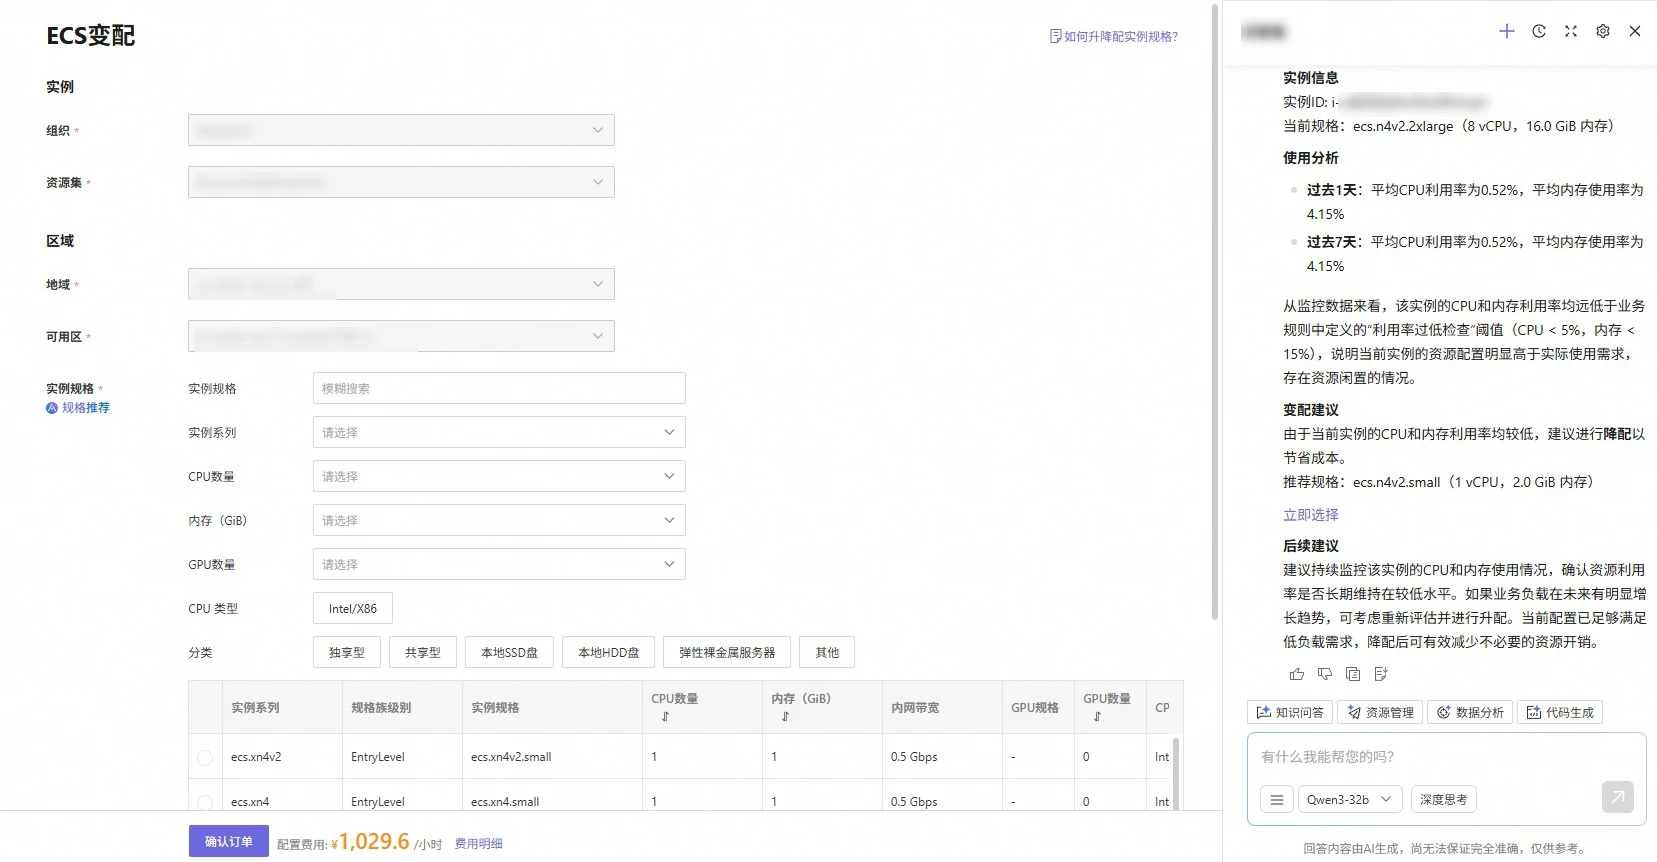 ECS变配
如何升降配实例规格?
实例
组织 *
资源集 *
区域
地域 *
可用区 *
实例规格 *
规格推荐
实例规格
模糊搜索
实例系列
请选择
CPU数量
请选择
内存（GiB）
请选择
GPU数量
请选择
CPU 类型
Intel/X86
分类
独享型
共享型
本地SSD盘
本地HDD盘
弹性裸金属服务器
其他
实例系列 规格族级别 实例规格 CPU数量 内存（GiB） 内网带宽 GPU规格 GPU数量 CP
ecs.xn4v2 EntryLevel ecs.xn4v2.small 1 1 0.5 Gbps - 0 Int
ecs.xn4 EntryLevel ecs.xn4.small 1 1 0.5 Gbps - 0 Int
确认订单 配置费用: ¥1,029.6 /小时 费用明细
实例信息
实例ID: i-
当前规格：ecs.n4v2.2xlarge（8 vCPU，16.0 GiB 内存）
使用分析
过去1天：平均CPU利用率为0.52%，平均内存使用率为
4.15%
过去7天：平均CPU利用率为0.52%，平均内存使用率为
4.15%
从监控数据来看，该实例的CPU和内存利用率均远低于业务
规则中定义的“利用率过低检查”阈值（CPU < 5%，内存 <
15%），说明当前实例的资源配置明显高于实际使用需求，
存在资源闲置的情况。
变配建议
由于当前实例的CPU和内存利用率均较低，建议进行降配以
节省成本。
推荐规格：ecs.n4v2.small（1 vCPU，2.0 GiB 内存）
立即选择
后续建议
建议持续监控该实例的CPU和内存使用情况，确认资源利用
率是否长期维持在较低水平。如果业务负载在未来有明显增
长趋势，可考虑重新评估并进行升配。当前配置已足够满足
低负载需求，降配后可有效减少不必要的资源开销。
知识问答 资源管理 数据分析 代码生成
有什么我能帮您的吗?
Qwen3-32b 深度思考
回答内容由AI生成，尚无法保证完全准确，仅供参考。